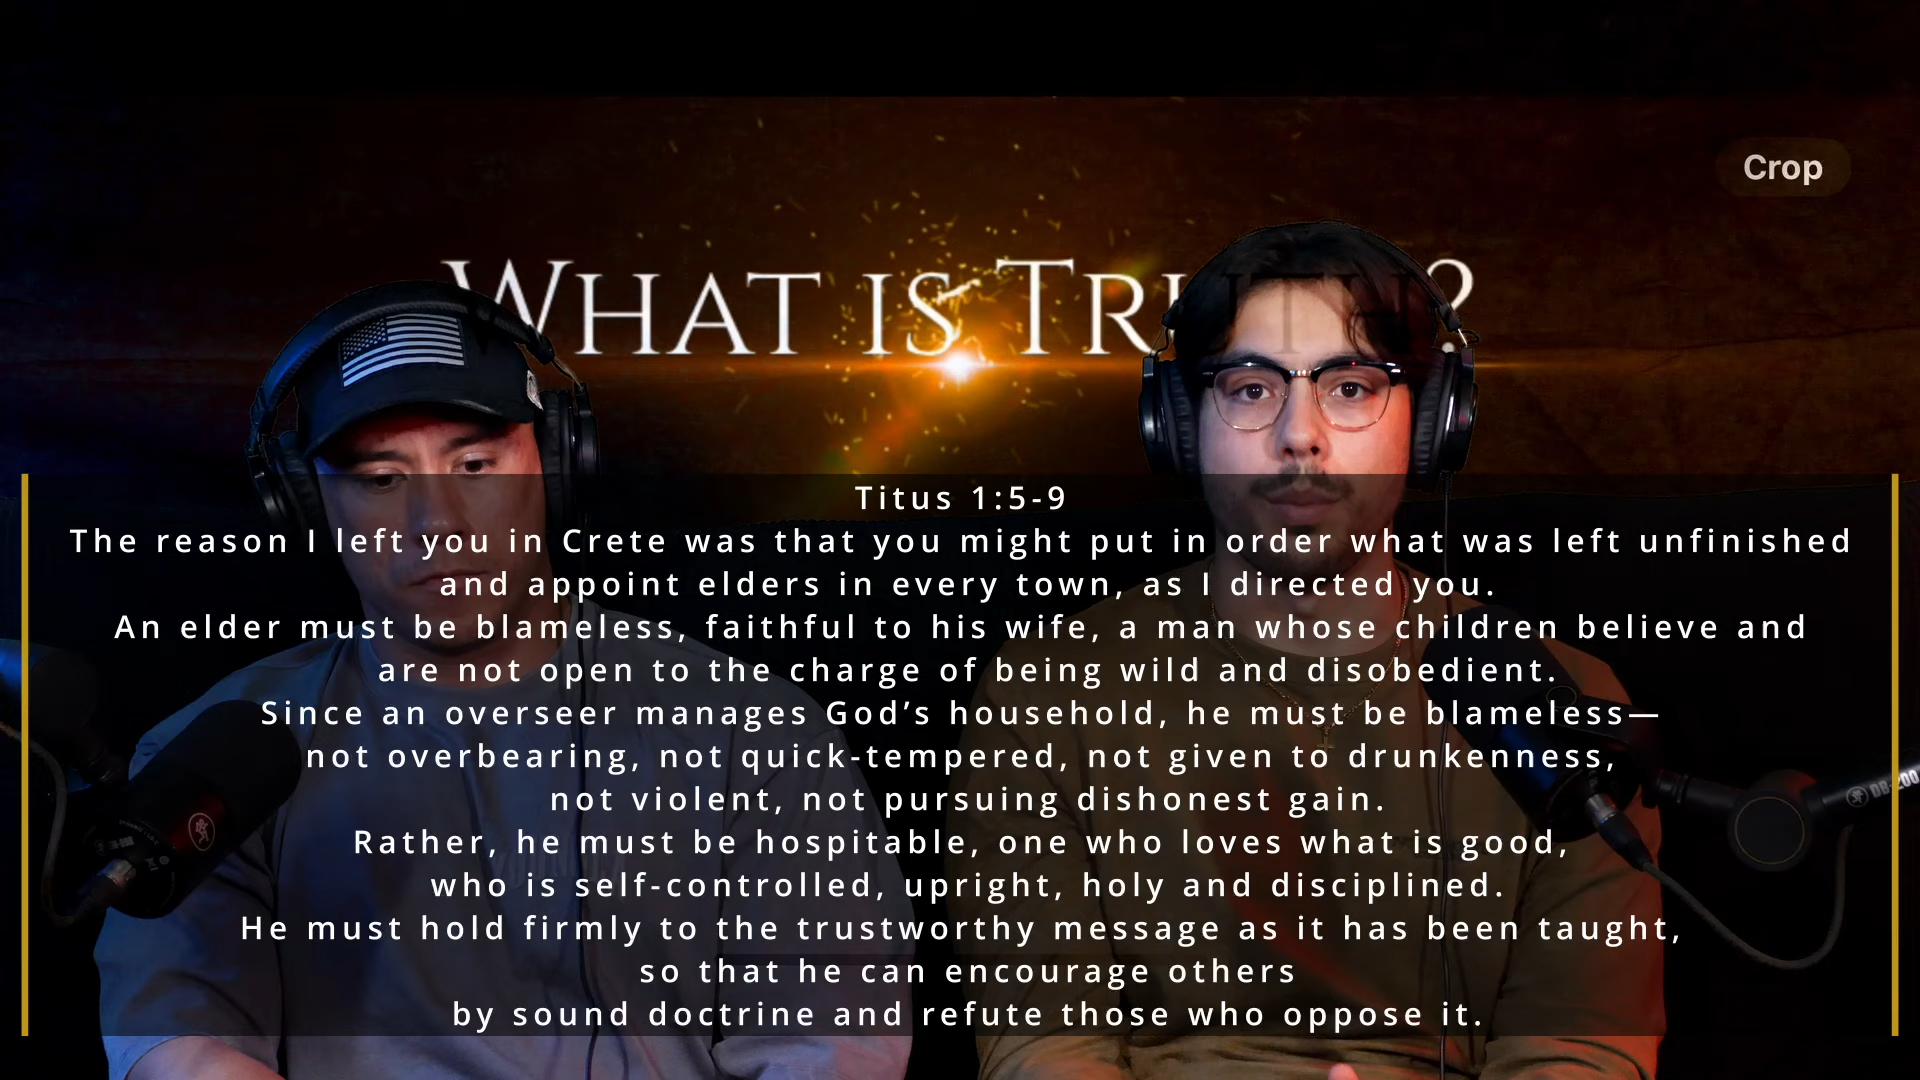 Crop
WHAT IS TRUTH?
Titus 1:5-9
The reason I left you in Crete was that you might put in order what was left unfinished
and appoint elders in every town, as I directed you.
An elder must be blameless, faithful to his wife, a man whose children believe and
are not open to the charge of being wild and disobedient.
Since an overseer manages God’s household, he must be blameless—
not overbearing, not quick-tempered, not given to drunkenness,
not violent, not pursuing dishonest gain.
Rather, he must be hospitable, one who loves what is good,
who is self-controlled, upright, holy and disciplined.
He must hold firmly to the trustworthy message as it has been taught,
so that he can encourage others
by sound doctrine and refute those who oppose it.
DB-200